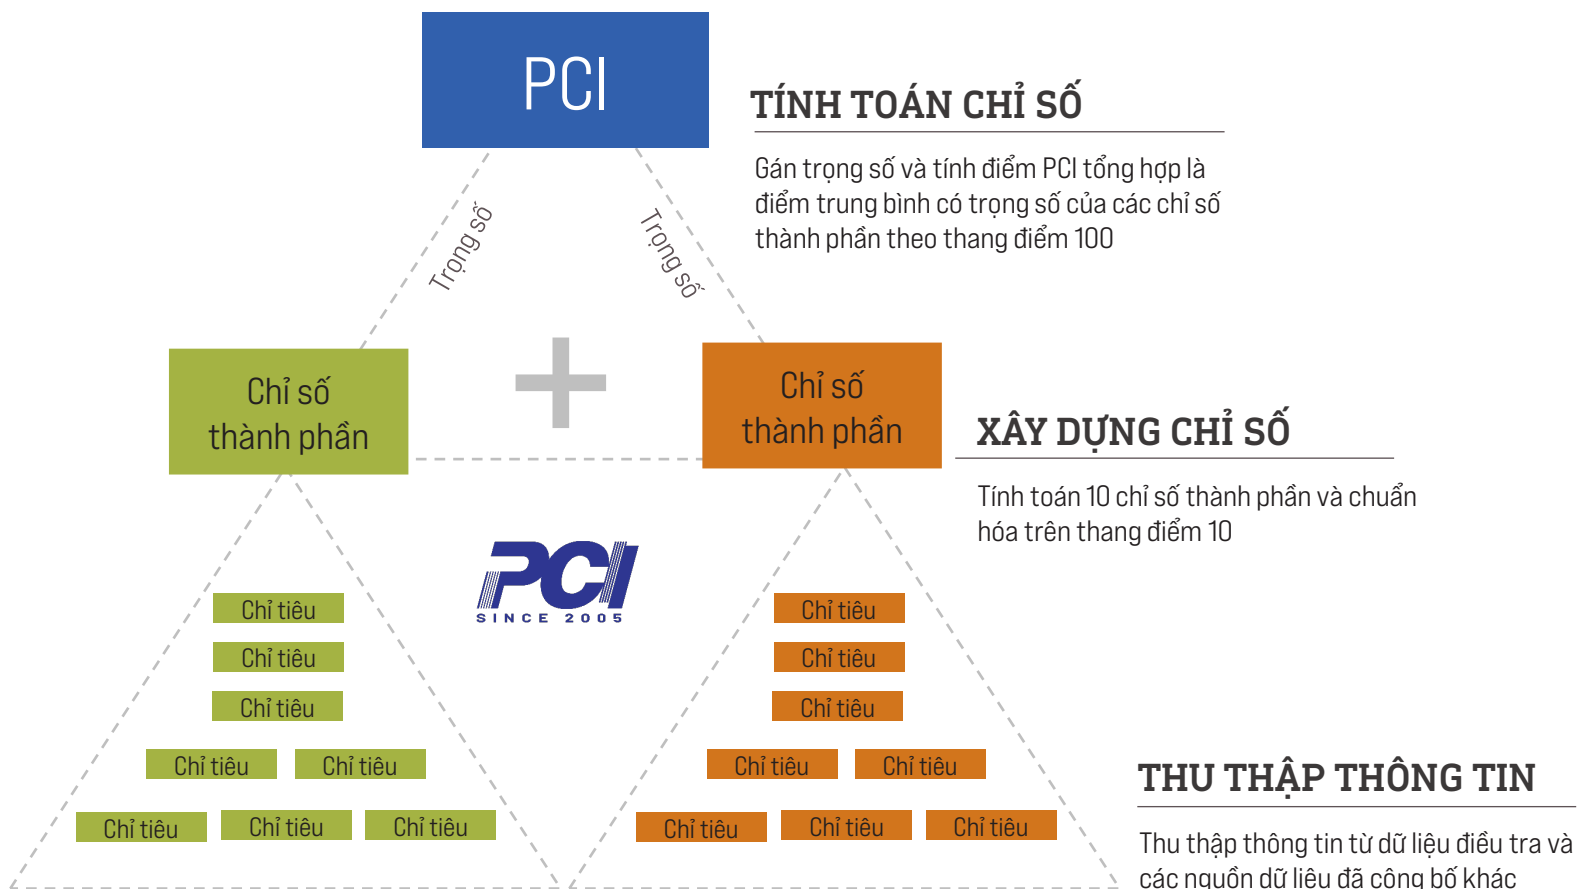 PCI
TÍNH TOÁN CHỈ SỐ
Gán trọng số và tính điểm PCI tổng hợp là
điểm trung bình có trọng số của các chỉ số
thành phần theo thang điểm 100
Trọng số
Trọng số
Chỉ số
thành phần
+
Chỉ số
thành phần
XÂY DỰNG CHỈ SỐ
Tính toán 10 chỉ số thành phần và chuẩn
hóa trên thang điểm 10
PCI
SINCE 2005
Chỉ tiêu
Chỉ tiêu
Chỉ tiêu
Chỉ tiêu Chỉ tiêu
Chỉ tiêu Chỉ tiêu Chỉ tiêu
Chỉ tiêu
Chỉ tiêu
Chỉ tiêu
Chỉ tiêu Chỉ tiêu
Chỉ tiêu Chỉ tiêu Chỉ tiêu
THU THẬP THÔNG TIN
Thu thập thông tin từ dữ liệu điều tra và
các nguồn dữ liệu đã công bố khác